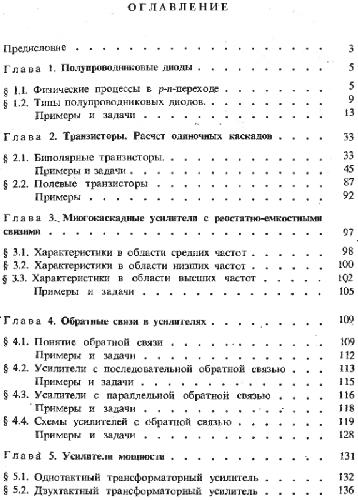 ОГЛАВЛЕНИЕ
Предисловие . . . . . . . . . . . . . . . . . . 3
Глава 1. Полупроводниковые диоды . . . . . . . . . . 5
§ 1.1. Физические процессы в p-n-переходе . . . . . . . 5
§ 1.2. Типы полупроводниковых диодов. . . . . . . . . 9
Примеры и задачи . . . . . . . . . . . . . 13
Глава 2. Транзисторы. Расчет одиночных каскадов . . . . . . 33
§ 2.1. Биполярные транзисторы. . . . . . . . . . . . 33
Примеры и задачи . . . . . . . . . . . . . 45
§ 2.2. Полевые транзисторы . . . . . . . . . . . . 87
Примеры . . . . . . . . . . . . . . . . 92
Глава 3. Многокаскадные усилители с реостатно-емкостными
связями . . . . . . . . . . . . . . . . . . . 97
§ 3.1. Характеристики в области средних частот . . . . . . 98
§ 3.2. Характеристики в области низших частот . . . . . . 100
§ 3.3. Характеристики в области высших частот . . . . . . 102
Примеры и задачи . . . . . . . . . . . . . 105
Глава 4. Обратные связи в усилителях . . . . . . . . . 109
§ 4.1. Понятие обратной связи . . . . . . . . . . . 109
Примеры и задачи . . . . . . . . . . . . . 112
§ 4.2. Усилители с последовательной обратной связью . . . . 113
Примеры и задачи . . . . . . . . . . . . . 115
§ 4.3. Усилители с параллельной обратной связью . . . . . 116
Примеры и задачи . . . . . . . . . . . . . 118
§ 4.4. Схемы усилителей с обратной связью . . . . . . . 119
Примеры и задачи . . . . . . . . . . . . . 128
Глава 5. Усилители мощности . . . . . . . . . . . . 131
§ 5.1. Однотактный трансформаторный усилитель . . . . . 132
§ 5.2. Двухтактный трансформаторный усилитель . . . . . 136